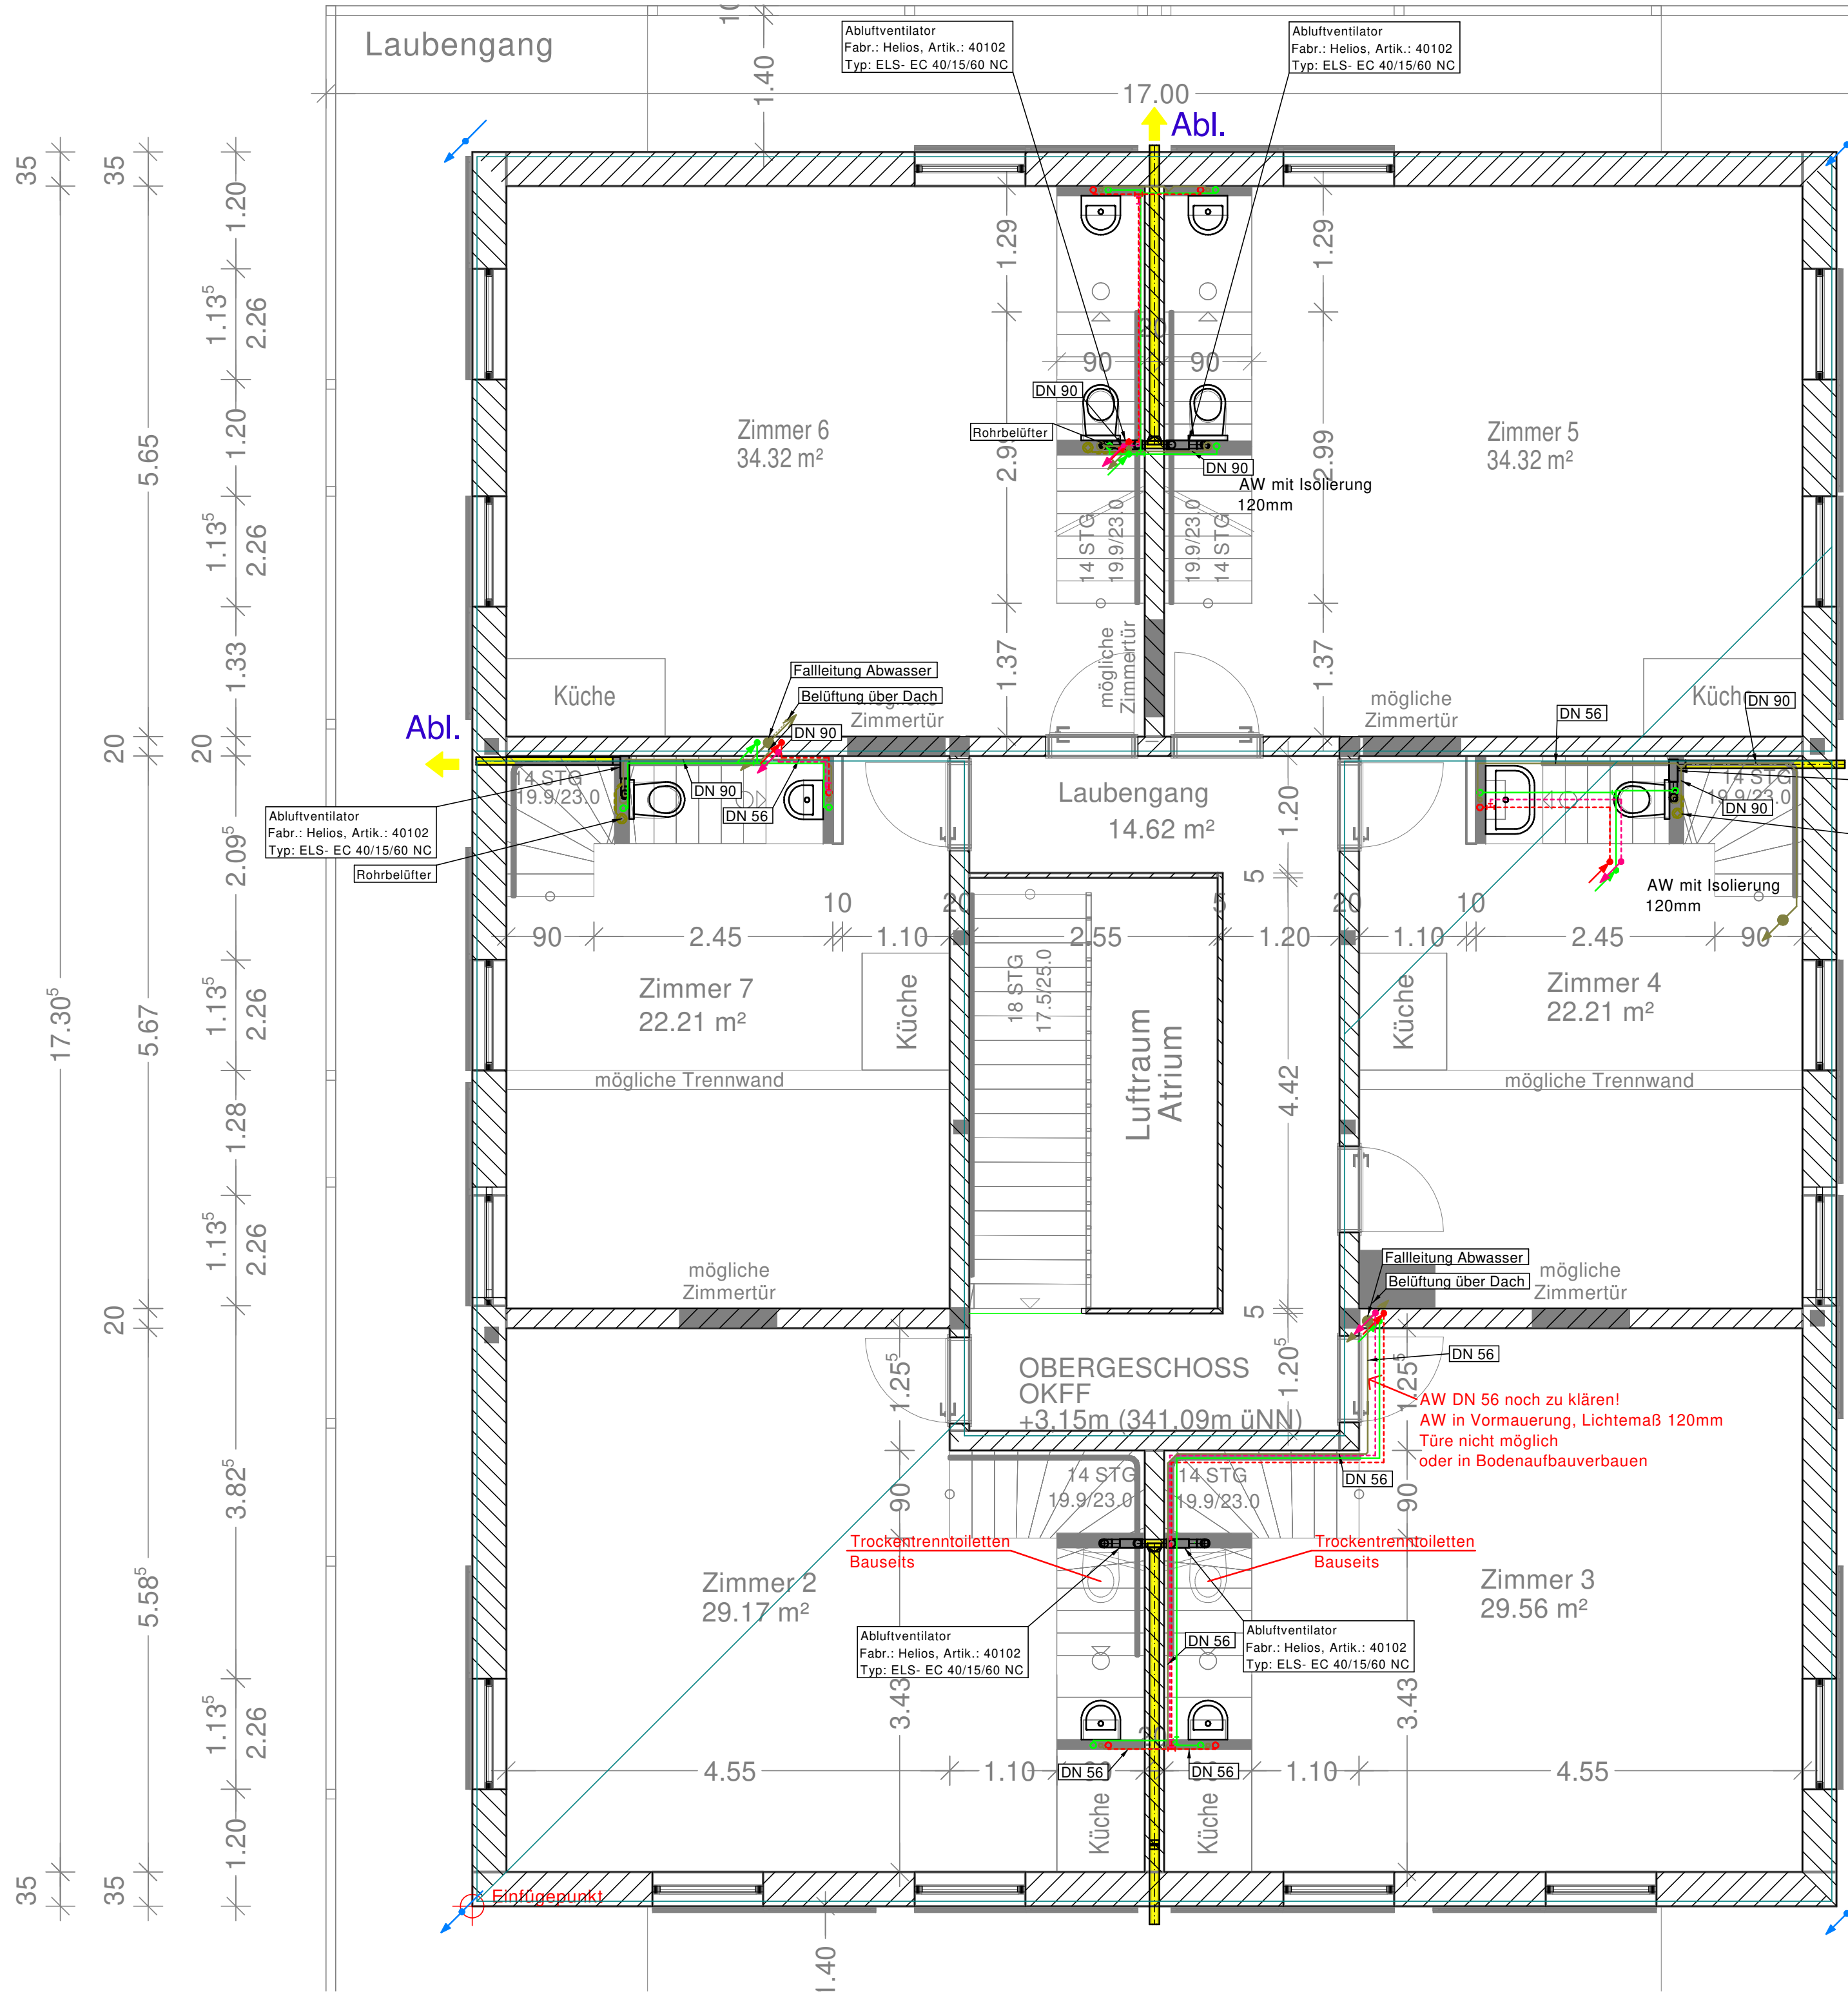 Laubengang
10
1.40
17.00
Abluftventilator
Fabr.: Helios, Artik.: 40102
Typ: ELS- EC 40/15/60 NC
Abluftventilator
Fabr.: Helios, Artik.: 40102
Typ: ELS- EC 40/15/60 NC
Abl.
35
35
1.20
1.13⁵
2.26
1.20
5.65
1.13⁵
2.26
1.33
20
20
2.09⁵
1.13⁵
2.26
17.30⁵
5.67
1.28
1.13⁵
2.26
20
3.82⁵
5.58⁵
1.13⁵
2.26
1.20
35
35
1.29
1.29
90
90
DN 90
Rohrbelüfter
DN 90
AW mit Isolierung
120mm
Zimmer 6
34.32 m²
Zimmer 5
34.32 m²
2.99
2.99
14 STG
19.9/23.0
19.9/23.0
14 STG
1.37
1.37
mögliche
Zimmertür
Küche
Fallleitung Abwasser
Belüftung über Dach
mögliche
Zimmertür
DN 90
mögliche
Zimmertür
Küche
DN 90
DN 56
Abl.
14 STG
19.9/23.0
DN 90
DN 56
Abluftventilator
Fabr.: Helios, Artik.: 40102
Typ: ELS- EC 40/15/60 NC
Rohrbelüfter
Laubengang
14.62 m²
1.20
14 STG
19.9/23.0
DN 90
AW mit Isolierung
120mm
5
10
20
5
20
10
90
2.45
1.10
2.55
1.20
1.10
2.45
90
Zimmer 7
22.21 m²
Küche
18 STG
17.5/25.0
Luftraum
Atrium
4.42
Küche
Zimmer 4
22.21 m²
mögliche Trennwand
mögliche Trennwand
mögliche
Zimmertür
Fallleitung Abwasser
Belüftung über Dach
mögliche
Zimmertür
5
1.20⁵
OBERGESCHOSS
OKFF
+3.15m (341.09m üNN)
1.25⁵
1.25⁵
DN 56
AW DN 56 noch zu klären!
AW in Vormauerung, Lichtemaß 120mm
Türe nicht möglich
oder in Bodenaufbauverbauen
14 STG
19.9/23.0
14 STG
19.9/23.0
DN 56
90
90
Trockentrenntoiletten
Bauseits
Trockentrenntoiletten
Bauseits
Zimmer 2
29.17 m²
Zimmer 3
29.56 m²
Abluftventilator
Fabr.: Helios, Artik.: 40102
Typ: ELS- EC 40/15/60 NC
DN 56
Abluftventilator
Fabr.: Helios, Artik.: 40102
Typ: ELS- EC 40/15/60 NC
3.43
3.43
4.55
1.10
DN 56
DN 56
1.10
4.55
Küche
Küche
Einfügepunkt
1.40